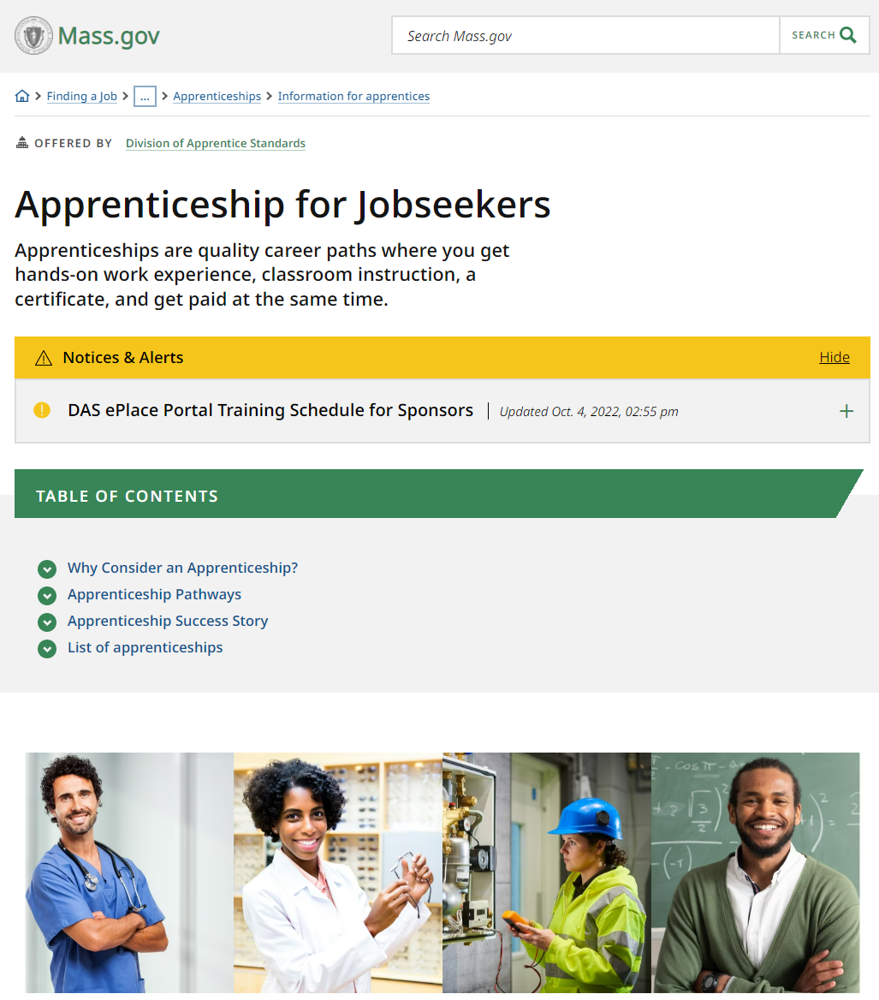 Mass.gov
Search Mass.gov
SEARCH
Finding a Job
...
Apprenticeships
Information for apprentices
OFFERED BY Division of Apprentice Standards
Apprenticeship for Jobseekers
Apprenticeships are quality career paths where you get
hands-on work experience, classroom instruction, a
certificate, and get paid at the same time.
Notices & Alerts
Hide
DAS ePlace Portal Training Schedule for Sponsors | Updated Oct. 4, 2022, 02:55 pm
TABLE OF CONTENTS
Why Consider an Apprenticeship?
Apprenticeship Pathways
Apprenticeship Success Story
List of apprenticeships